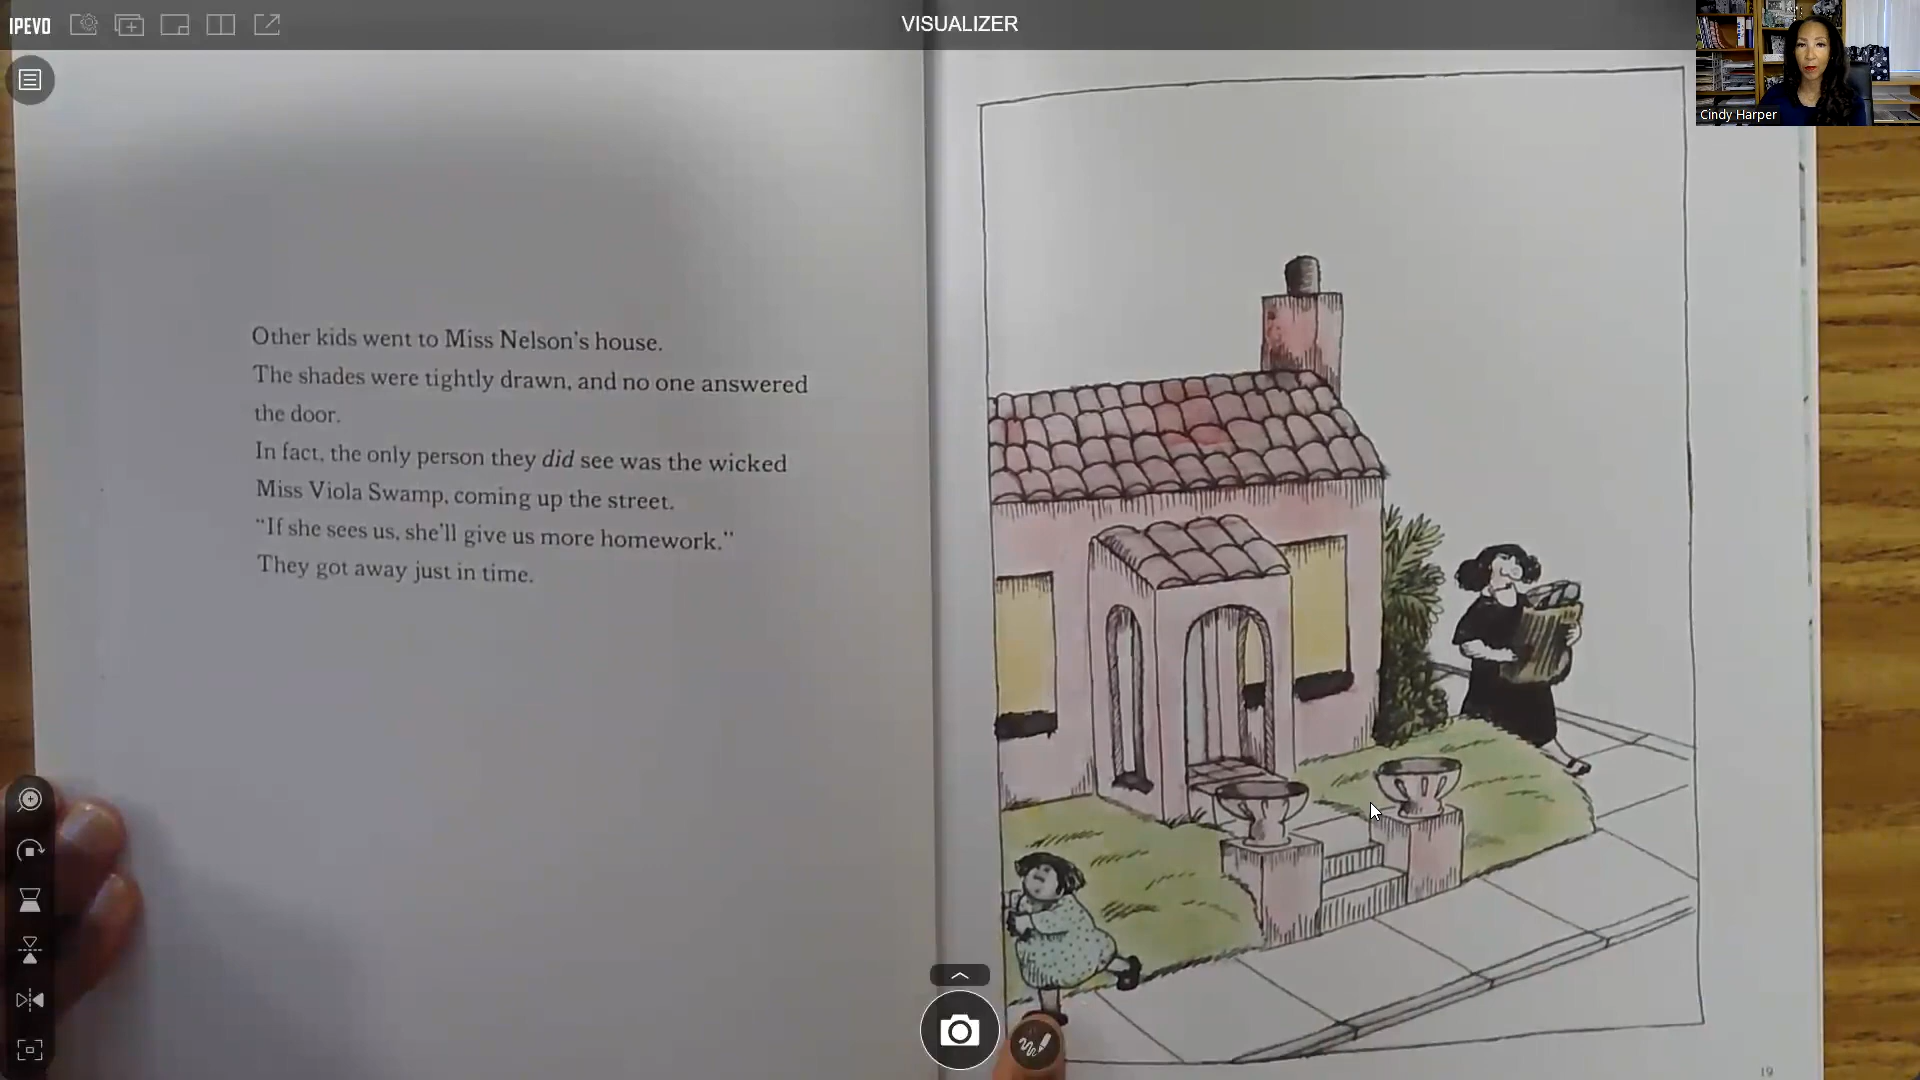 IPEVO
VISUALIZER
Cindy Harper
Other kids went to Miss Nelson's house.
The shades were tightly drawn, and no one answered
the door.
In fact, the only person they did see was the wicked
Miss Viola Swamp, coming up the street.
“If she sees us, she'll give us more homework.”
They got away just in time.
19